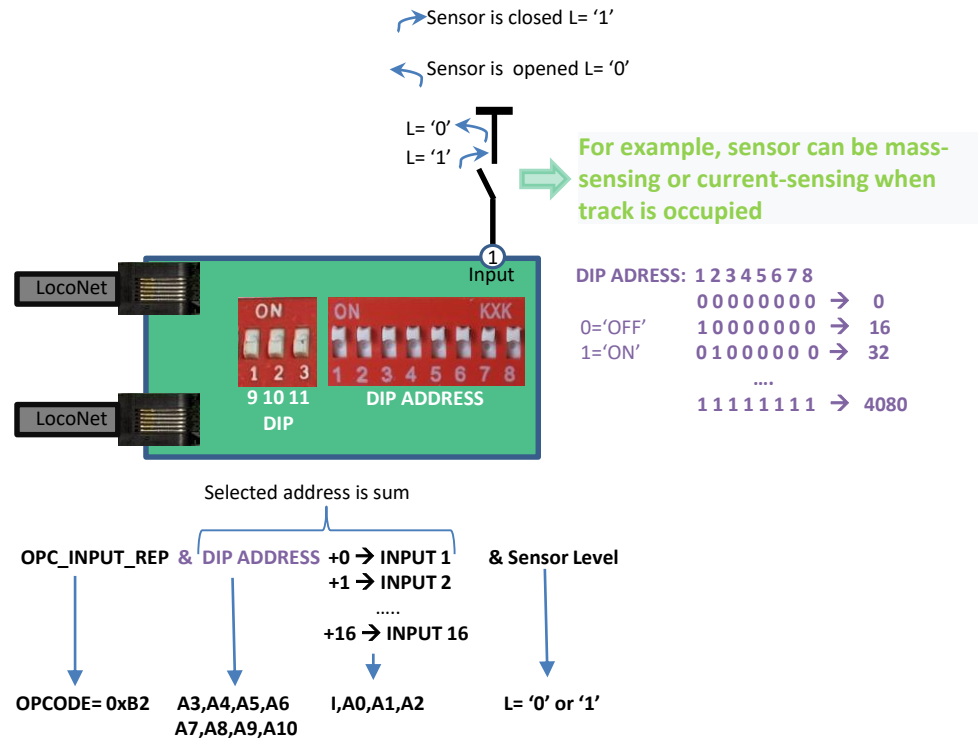 Sensor is closed L= ‘1’
Sensor is  opened L= ‘0’
L= ‘0’
L= ‘1’
For example, sensor can be mass-
sensing or current-sensing when
track is occupied
1
Input
LocoNet
LocoNet
ON
1 2 3
ON KXK
1 2 3 4 5 6 7 8
9 10 11
DIP
DIP ADDRESS
DIP ADRESS: 1 2 3 4 5 6 7 8
0 0 0 0 0 0 0 0 → 0
0=‘OFF’ 1 0 0 0 0 0 0 0 → 16
1=‘ON’ 0 1 0 0 0 0 0 0 → 32
....
1 1 1 1 1 1 1 1 → 4080
Selected address is sum
OPC_INPUT_REP & DIP ADDRESS +0 → INPUT 1 & Sensor Level
+1 → INPUT 2
.....
+16 → INPUT 16
OPCODE= 0xB2 A3,A4,A5,A6 I,A0,A1,A2 L= ‘0’ or ‘1’
A7,A8,A9,A10